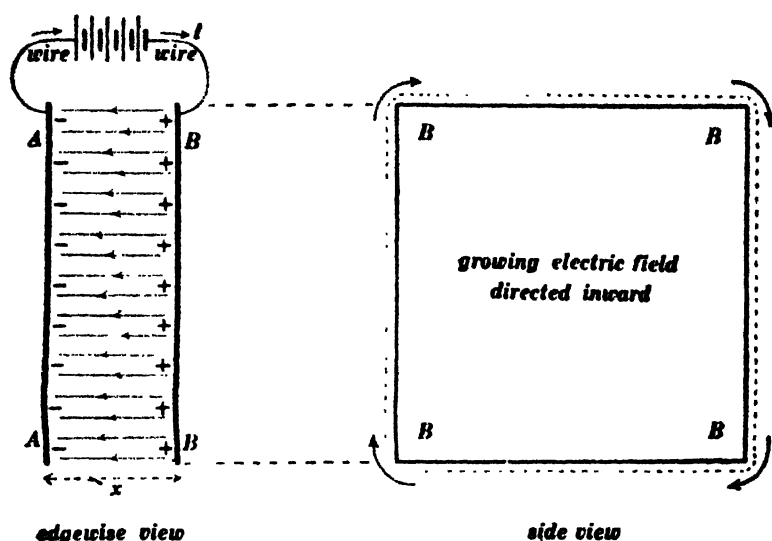 i
wire wire
A B
B B
growing electric field
directed inward
A B
B B
x
edgewise view side view